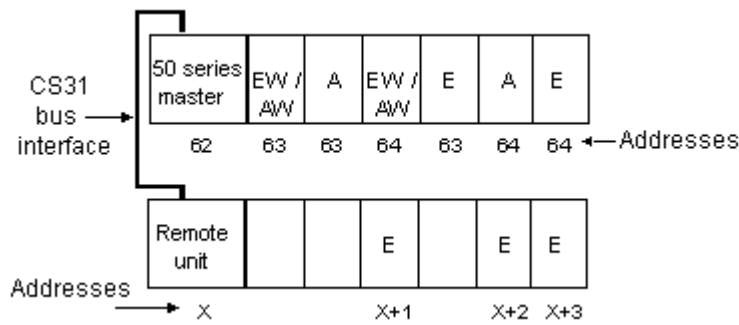 50 series master
EW / AW
A
EW / AW
E
A
E
CS31 bus interface
62 63 63 64 63 64 64
Addresses
Remote unit
E
E
E
Addresses
X X+1 X+2 X+3